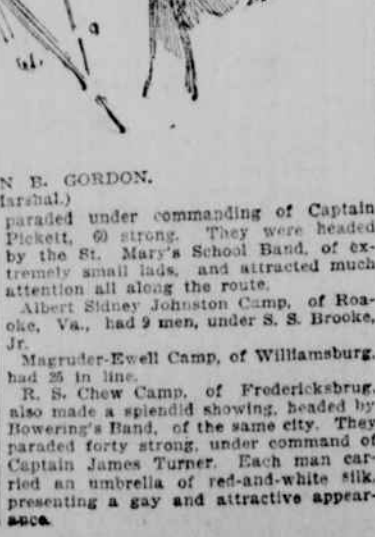 N B. GORDON.
Marshal.)
paraded under commanding of Captain
Pickett, 60 strong. They were headed
by the St. Mary's School Band, of ex-
tremely small lads, and attracted much
attention all along the route.
Albert Sidney Johnston Camp, of Roa-
oke, Va., had 9 men, under S. S. Brooke,
Jr.
Magruder-Ewell Camp, of Williamsburg,
had 25 in line.
R. S. Chew Camp, of Fredericksbrug,
also made a splendid showing, headed by
Bowering's Band, of the same city. They
paraded forty strong, under command of
Captain James Turner. Each man car-
ried an umbrella of red-and-white silk,
presenting a gay and attractive appear-
ance.